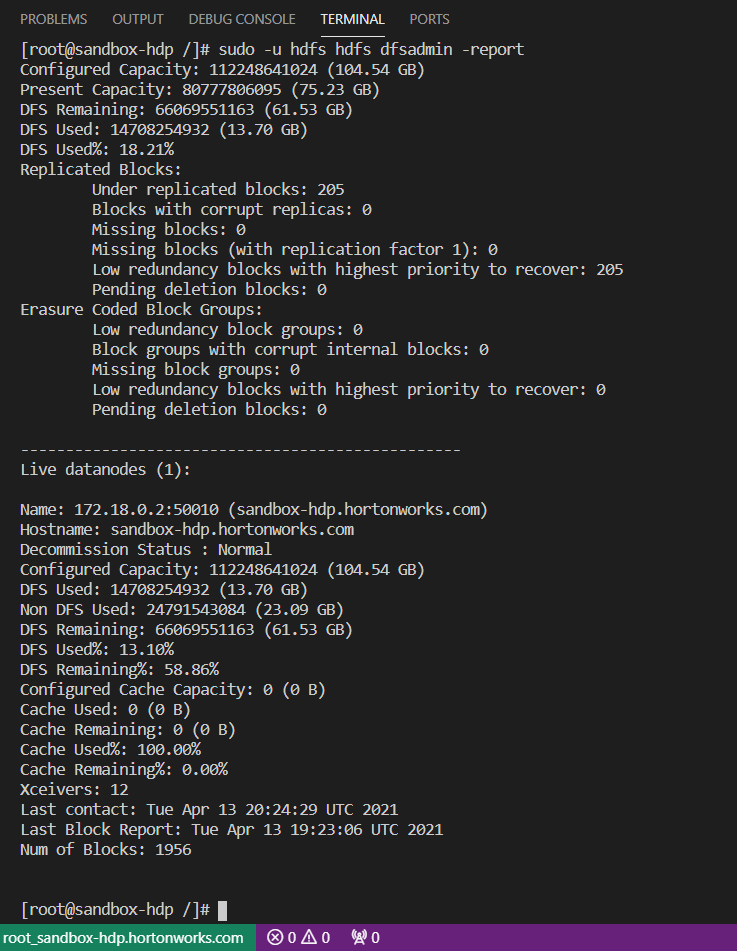 PROBLEMS OUTPUT DEBUG CONSOLE TERMINAL PORTS
[root@sandbox-hdp /]# sudo -u hdfs hdfs dfsadmin -report
Configured Capacity: 112248641024 (104.54 GB)
Present Capacity: 80777806095 (75.23 GB)
DFS Remaining: 66069551163 (61.53 GB)
DFS Used: 14708254932 (13.70 GB)
DFS Used%: 18.21%
Replicated Blocks:
Under replicated blocks: 205
Blocks with corrupt replicas: 0
Missing blocks: 0
Missing blocks (with replication factor 1): 0
Low redundancy blocks with highest priority to recover: 205
Pending deletion blocks: 0
Erasure Coded Block Groups:
Low redundancy block groups: 0
Block groups with corrupt internal blocks: 0
Missing block groups: 0
Low redundancy blocks with highest priority to recover: 0
Pending deletion blocks: 0
-------------------------------------------------
Live datanodes (1):
Name: 172.18.0.2:50010 (sandbox-hdp.hortonworks.com)
Hostname: sandbox-hdp.hortonworks.com
Decommission Status : Normal
Configured Capacity: 112248641024 (104.54 GB)
DFS Used: 14708254932 (13.70 GB)
Non DFS Used: 24791543084 (23.09 GB)
DFS Remaining: 66069551163 (61.53 GB)
DFS Used%: 13.10%
DFS Remaining%: 58.86%
Configured Cache Capacity: 0 (0 B)
Cache Used: 0 (0 B)
Cache Remaining: 0 (0 B)
Cache Used%: 100.00%
Cache Remaining%: 0.00%
Xceivers: 12
Last contact: Tue Apr 13 20:24:29 UTC 2021
Last Block Report: Tue Apr 13 19:23:06 UTC 2021
Num of Blocks: 1956
[root@sandbox-hdp /]#
root_sandbox-hdp.hortonworks.com 0 0 0